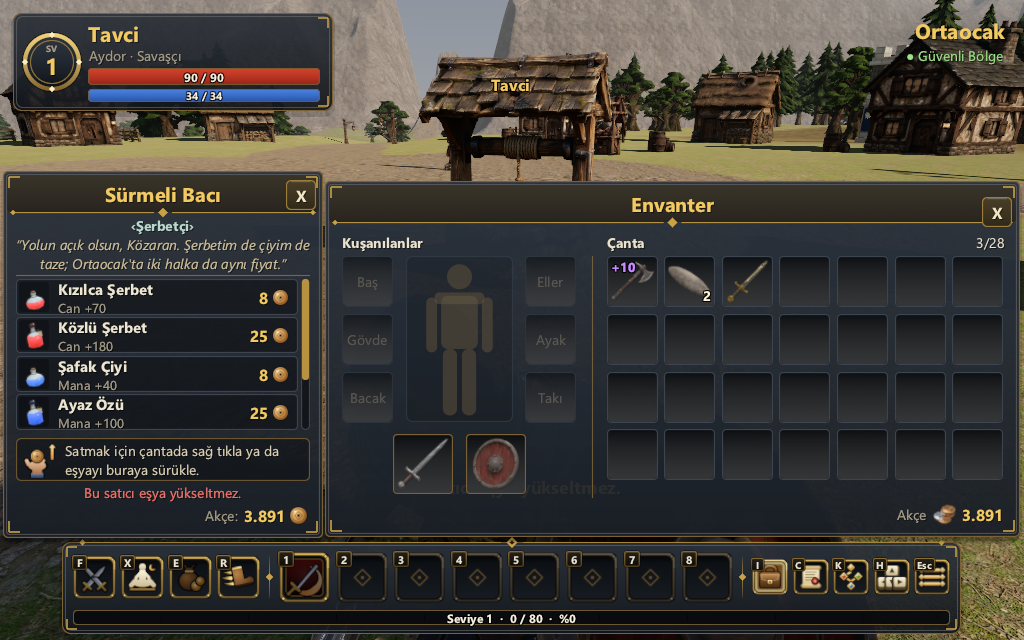 SV
1
Tavci
Aydor · Savaşçı
90 / 90
34 / 34
Tavci
Ortaocak
Güvenli Bölge
Sürmeli Bacı
X
‹Şerbetçi›
“Yolun açık olsun, Közaran. Şerbetim de çiyim de
taze; Ortaocak'ta iki halka da aynı fiyat.”
Kızılca Şerbet
Can +70
8
Közlü Şerbet
Can +180
25
Şafak Çiyi
Mana +40
8
Ayaz Özü
Mana +100
25
Satmak için çantada sağ tıkla ya da
eşyayı buraya sürükle.
Bu satıcı eşya yükseltmez.
Akçe: 3.891
Envanter
X
Kuşanılanlar
Baş
Eller
Gövde
Ayak
Bacak
Takı
Çanta
3/28
+10
2
yükseltmez.
Akçe 3.891
F
X
E
R
1
2
3
4
5
6
7
8
I
C
K
H
Esc
Seviye 1 · 0 / 80 · %0